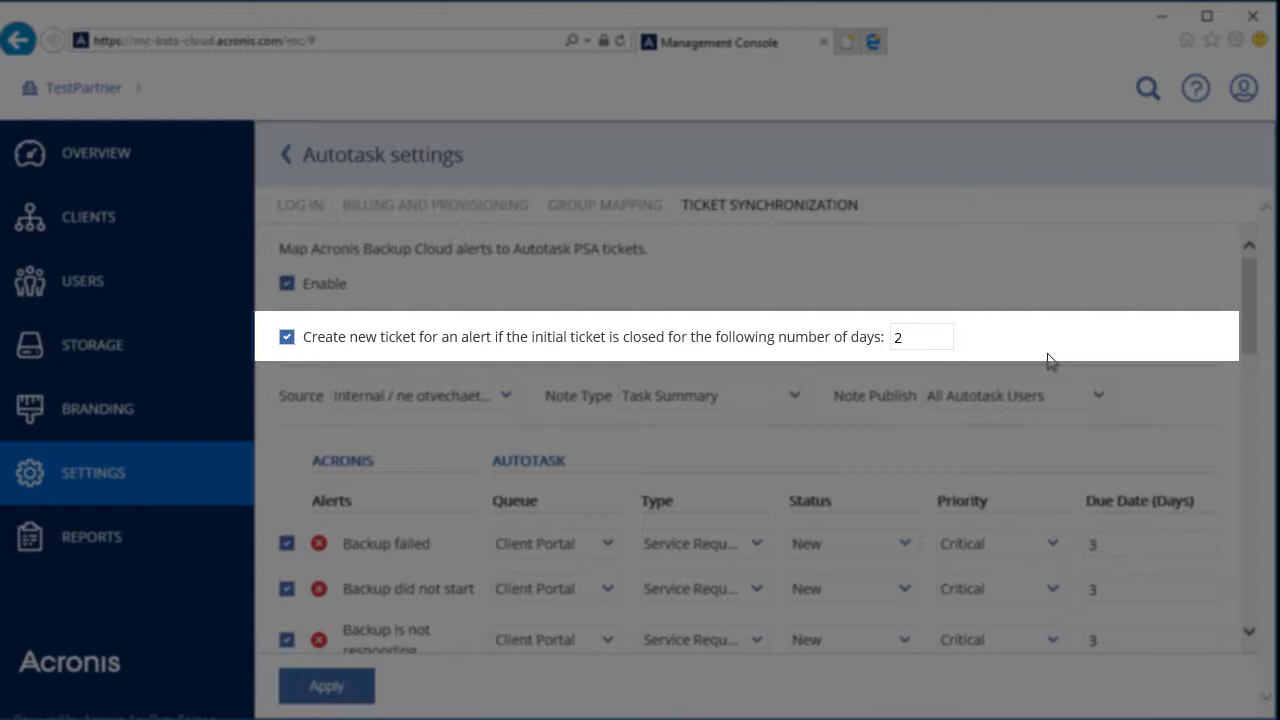 https://mc-beta-cloud.acronis.com/mc/#
Management Console
TestPartner
OVERVIEW
CLIENTS
USERS
STORAGE
BRANDING
SETTINGS
REPORTS
Acronis
Autotask settings
LOG IN BILLING AND PROVISIONING GROUP MAPPING TICKET SYNCHRONIZATION
Map Acronis Backup Cloud alerts to Autotask PSA tickets.
Enable
Create new ticket for an alert if the initial ticket is closed for the following number of days: 2
Source Internal / ne otvechaet... Note Type Task Summary Note Publish All Autotask Users
ACRONIS AUTOTASK
Alerts Queue Type Status Priority Due Date (Days)
Backup failed Client Portal Service Requ... New Critical 3
Backup did not start Client Portal Service Requ... New Critical 3
Backup is not responding Client Portal Service Requ... New Critical 3
Apply